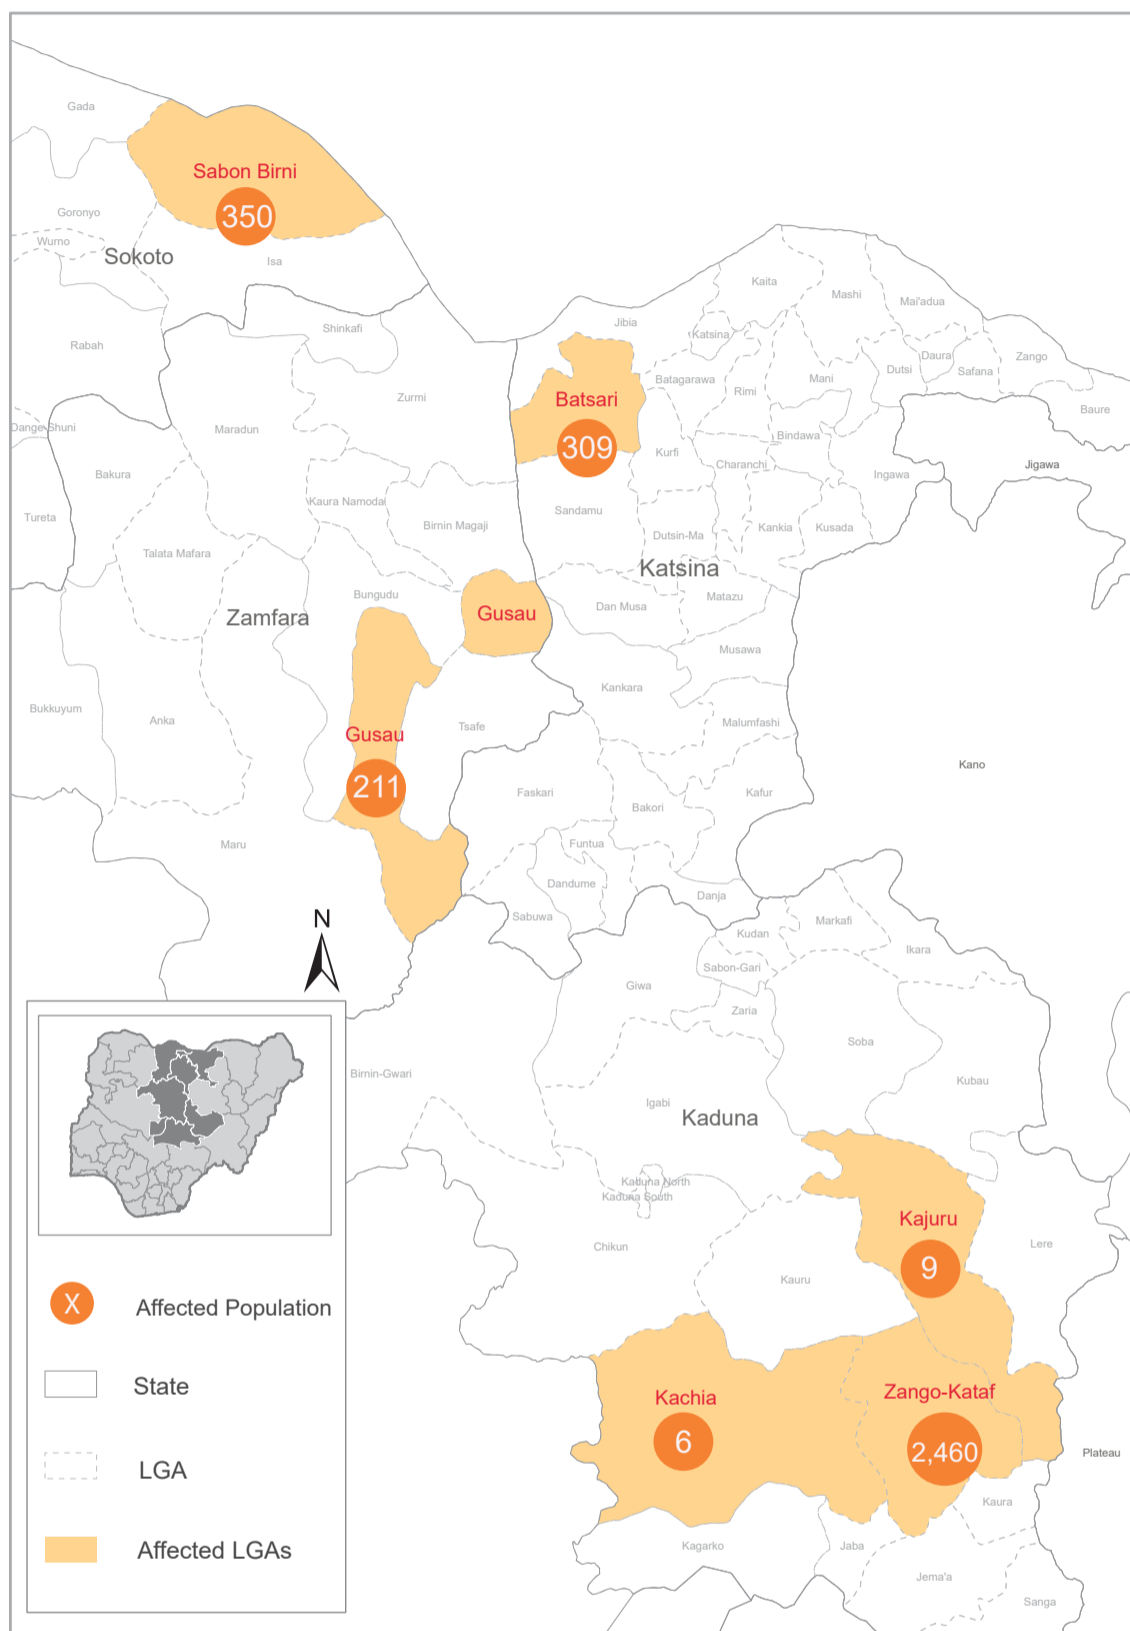 Gada
Sabon Birni
350
Goronyo
Wurno
Sokoto
Isa
Kaita
Mashi
Mai'adua
Shinkafi
Jibia
Katsina
Rabah
Daura
Zango
Safana
Dutsi
Batagarawa
Rimi
Mani
Zurmi
Batsari
309
Baure
Dange-Shuni
Maradun
Bindawa
Kurfi
Charanchi
Jigawa
Bakura
Ingawa
Kaura Namoda
Sandamu
Tureta
Birnin Magaji
Kankia
Kusada
Dutsin-Ma
Talata Mafara
Katsina
Bungudu
Matazu
Dan Musa
Gusau
Zamfara
Musawa
Kankara
Bukkuyum
Anka
Tsafe
Malumfashi
Gusau
Kano
211
Faskari
Kafur
Bakori
Maru
Funtua
Dandume
Danja
Sabuwa
N
Markafi
Kudan
Ikara
Sabon-Gari
Giwa
Zaria
Soba
Birnin-Gwari
Kubau
Igabi
Kaduna
Kaduna North
Kaduna South
Kajuru
Chikun
Lere
9
Kauru
X Affected Population
State
LGA
Affected LGAs
Kachia
6
Zango-Kataf
2,460
Plateau
Kaura
Kagarko
Jaba
Jema'a
Sanga